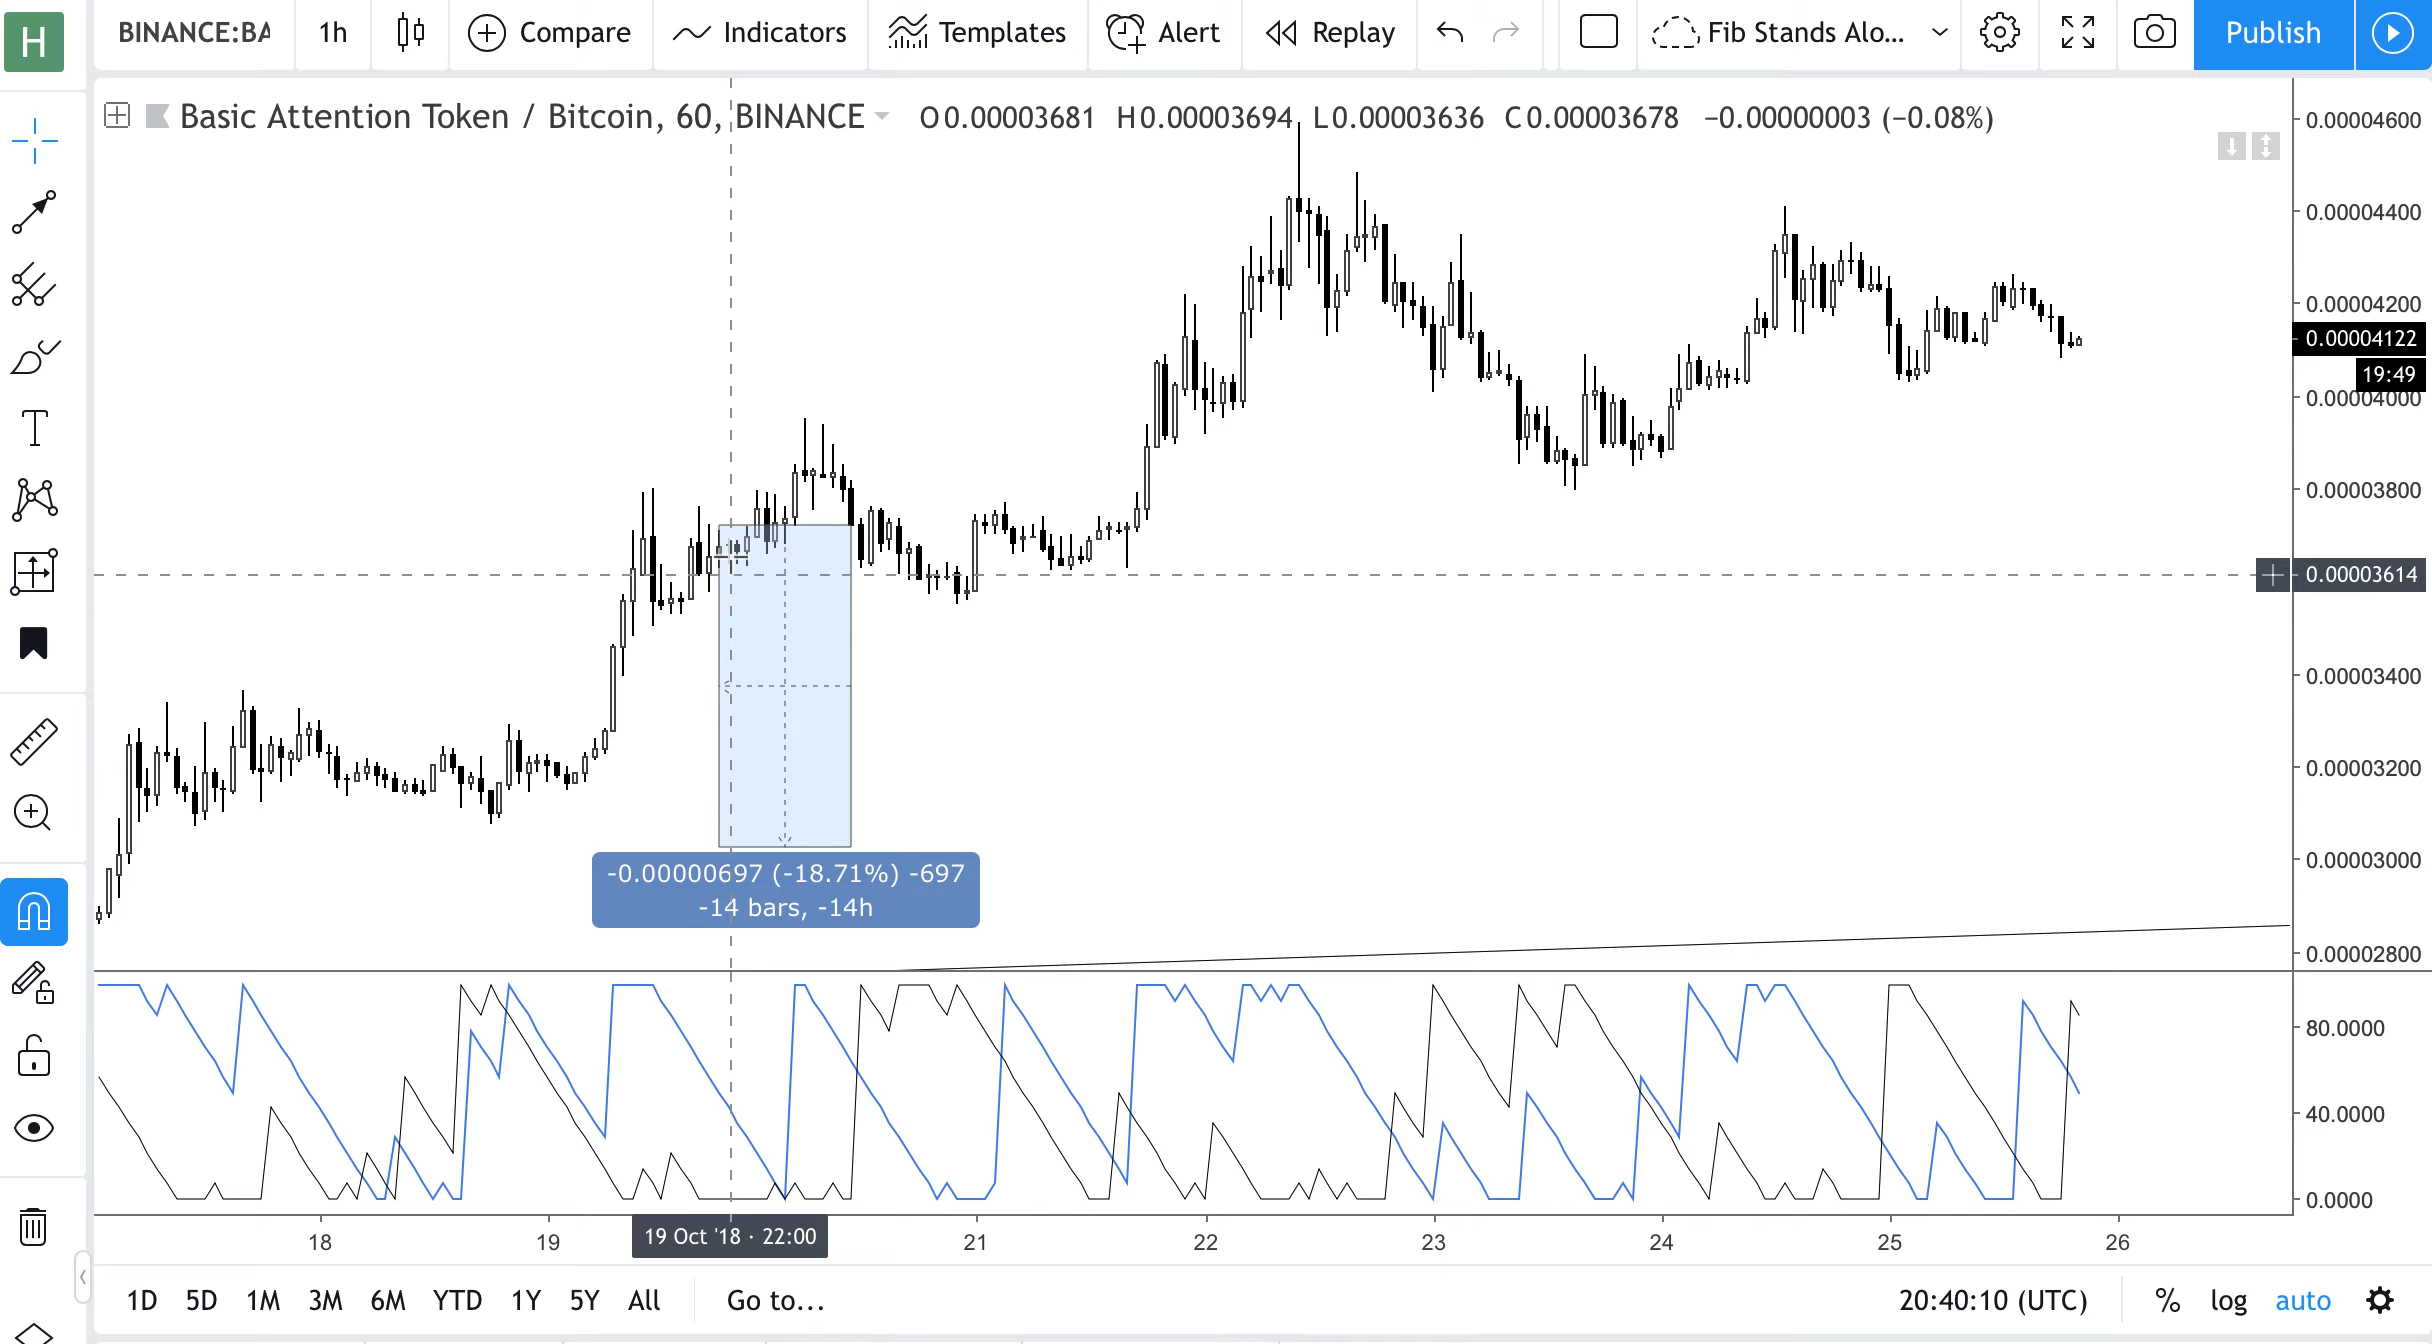 H BINANCE:BA 1h Compare Indicators Templates Alert Replay Fib Stands Alo... Publish
Basic Attention Token / Bitcoin, 60, BINANCE O0.00003681 H0.00003694 L0.00003636 C0.00003678 −0.00000003 (−0.08%)
0.00004600
0.00004400
0.00004200
0.00004122
19:49
0.00004000
0.00003800
0.00003614
0.00003400
0.00003200
0.00003000
-0.00000697 (-18.71%) -697
-14 bars, -14h
0.00002800
80.0000
40.0000
0.0000
18 19 19 Oct '18 · 22:00 21 22 23 24 25 26
1D 5D 1M 3M 6M YTD 1Y 5Y All Go to... 20:40:10 (UTC) % log auto